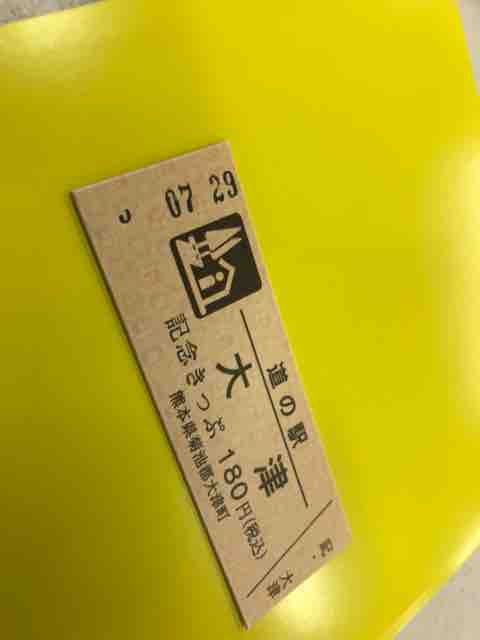 5 07 29
道の駅
大津
記念きっぷ 180円(税込)
熊本県菊池郡大津町
大津